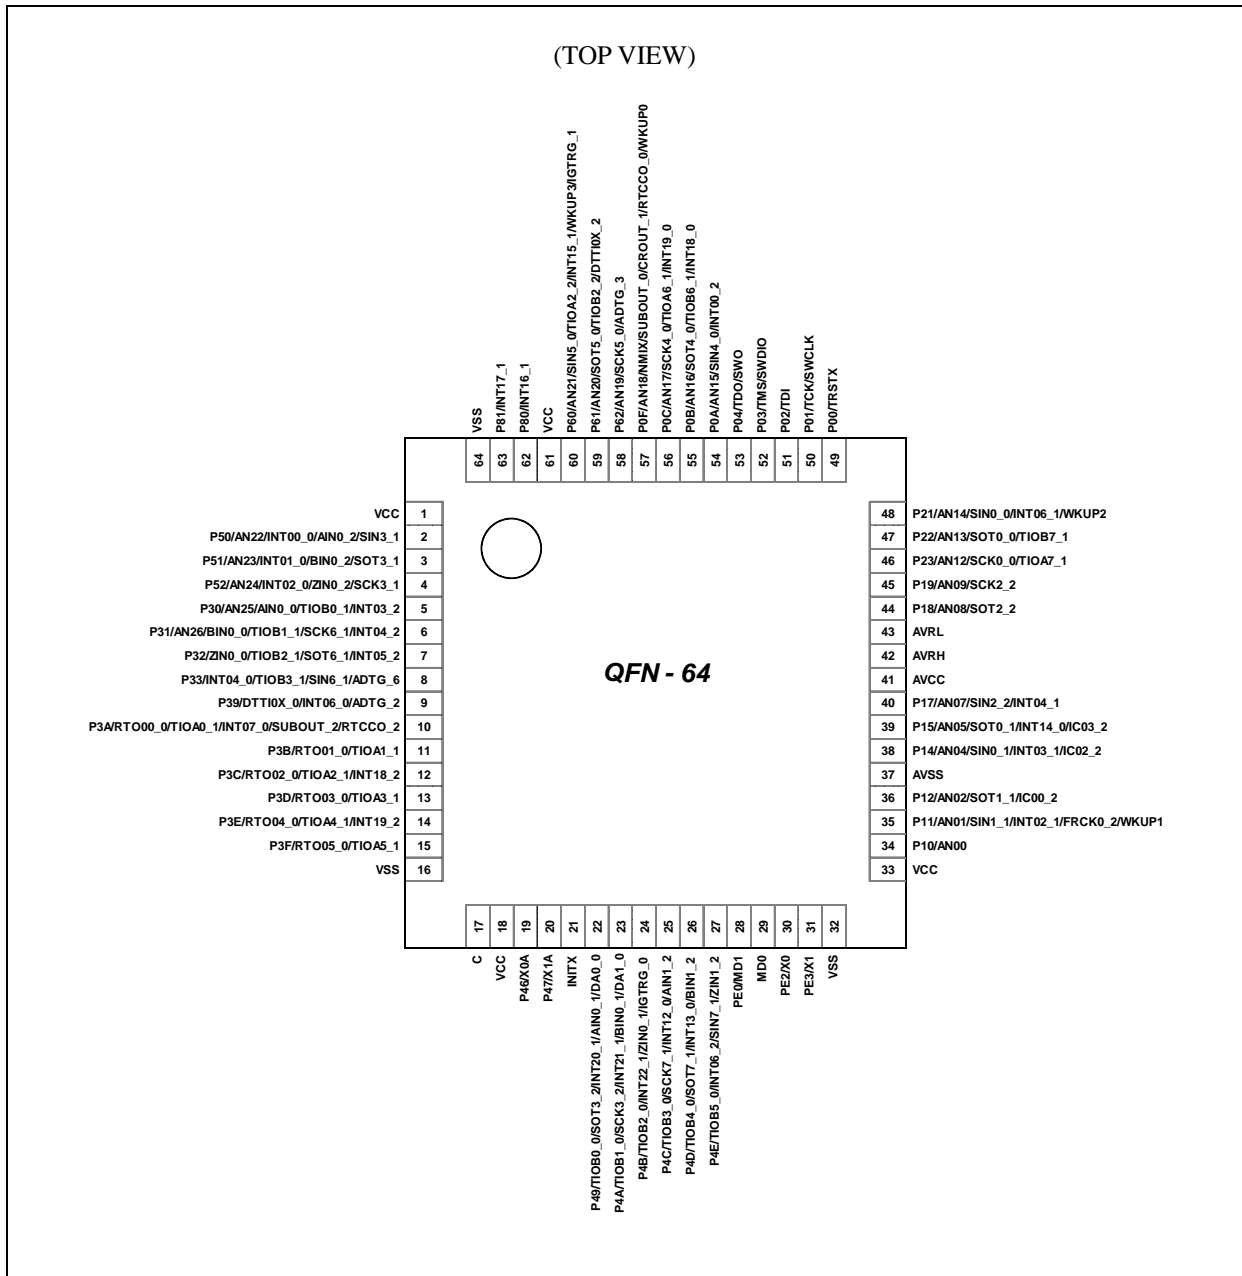 (TOP VIEW)
VSS
P81/INT17_1
P80/INT16_1
VCC
P60/AN21/SIN5_0/TIOA2_2/INT15_1/WKUP3/IGTRG_1
P61/AN20/SOT5_0/TIOB2_2/DTTI0X_2
P62/AN19/SCK5_0/ADTG_3
P0F/AN18/NMIX/SUBOUT_0/CROUT_1/RTCCO_0/WKUP0
P0C/AN17/SCK4_0/TIOA6_1/INT19_0
P0B/AN16/SOT4_0/TIOB6_1/INT18_0
P0A/AN15/SIN4_0/INT00_2
P04/TDO/SWO
P03/TMS/SWDIO
P02/TDI
P01/TCK/SWCLK
P00/TRSTX
64 63 62 61 60 59 58 57 56 55 54 53 52 51 50 49
VCC 1
P50/AN22/INT00_0/AIN0_2/SIN3_1 2
P51/AN23/INT01_0/BIN0_2/SOT3_1 3
P52/AN24/INT02_0/ZIN0_2/SCK3_1 4
P30/AN25/AIN0_0/TIOB0_1/INT03_2 5
P31/AN26/BIN0_0/TIOB1_1/SCK6_1/INT04_2 6
P32/ZIN0_0/TIOB2_1/SOT6_1/INT05_2 7
P33/INT04_0/TIOB3_1/SIN6_1/ADTG_6 8
P39/DTTI0X_0/INT06_0/ADTG_2 9
P3A/RTO00_0/TIOA0_1/INT07_0/SUBOUT_2/RTCCO_2 10
P3B/RTO01_0/TIOA1_1 11
P3C/RTO02_0/TIOA2_1/INT18_2 12
P3D/RTO03_0/TIOA3_1 13
P3E/RTO04_0/TIOA4_1/INT19_2 14
P3F/RTO05_0/TIOA5_1 15
VSS 16
QFN - 64
48 P21/AN14/SIN0_0/INT06_1/WKUP2
47 P22/AN13/SOT0_0/TIOB7_1
46 P23/AN12/SCK0_0/TIOA7_1
45 P19/AN09/SCK2_2
44 P18/AN08/SOT2_2
43 AVRL
42 AVRH
41 AVCC
40 P17/AN07/SIN2_2/INT04_1
39 P15/AN05/SOT0_1/INT14_0/IC03_2
38 P14/AN04/SIN0_1/INT03_1/IC02_2
37 AVSS
36 P12/AN02/SOT1_1/IC00_2
35 P11/AN01/SIN1_1/INT02_1/FRCK0_2/WKUP1
34 P10/AN00
33 VCC
17 18 19 20 21 22 23 24 25 26 27 28 29 30 31 32
C
VCC
P46/X0A
P47/X1A
INITX
P49/TIOB0_0/SOT3_2/INT20_1/AIN0_1/DA0_0
P4A/TIOB1_0/SCK3_2/INT21_1/BIN0_1/DA1_0
P4B/TIOB2_0/INT22_1/ZIN0_1/IGTRG_0
P4C/TIOB3_0/SCK7_1/INT12_0/AIN1_2
P4D/TIOB4_0/SOT7_1/INT13_0/BIN1_2
P4E/TIOB5_0/INT06_2/SIN7_1/ZIN1_2
PE0/MD1
MD0
PE2/X0
PE3/X1
VSS